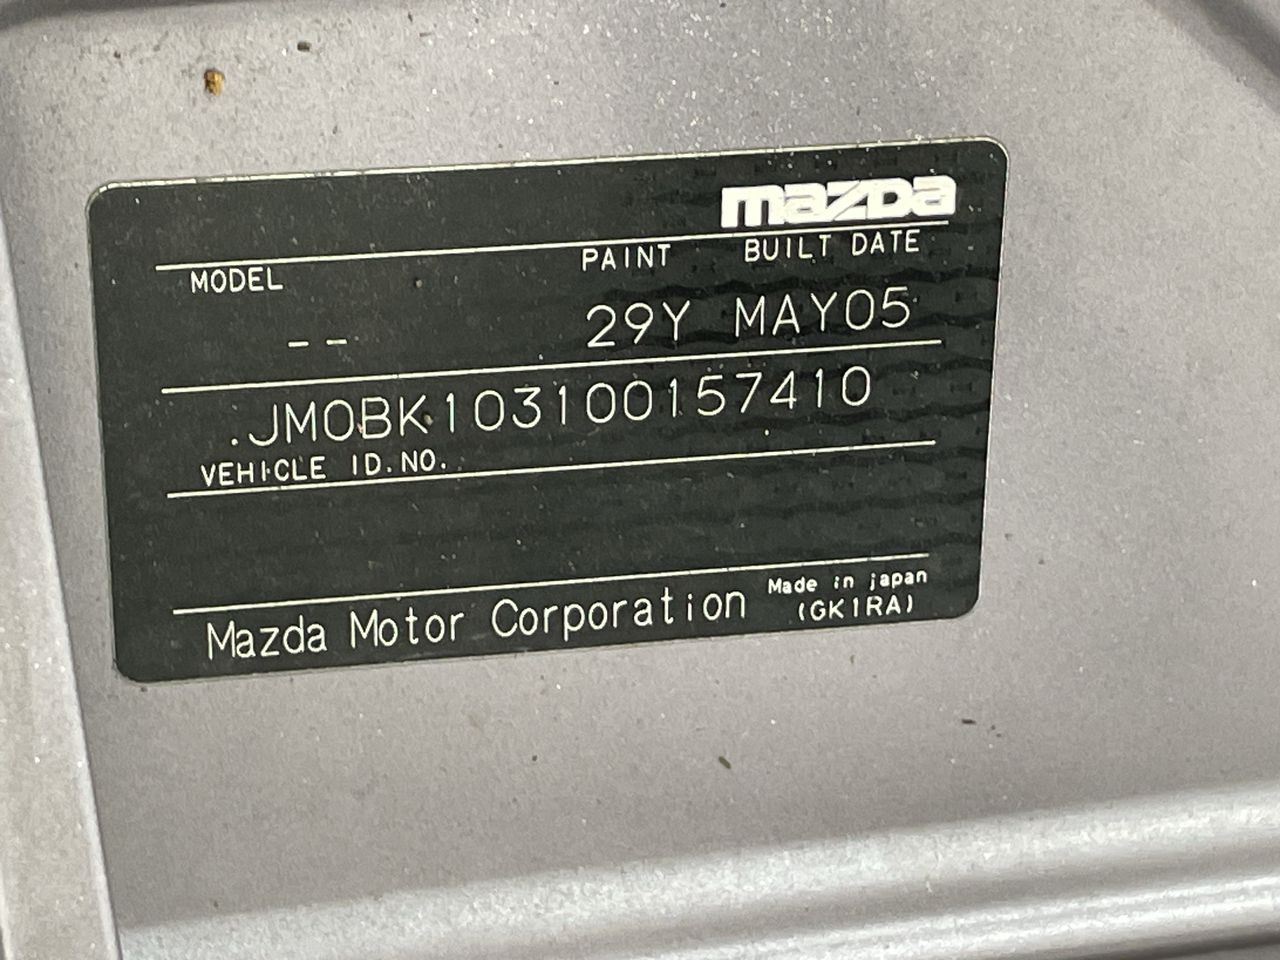 mazda
MODEL PAINT BUILT DATE
-- 29Y MAY05
.JM0BK103100157410
VEHICLE ID.NO.
Mazda Motor Corporation Made in japan
(GK1RA)